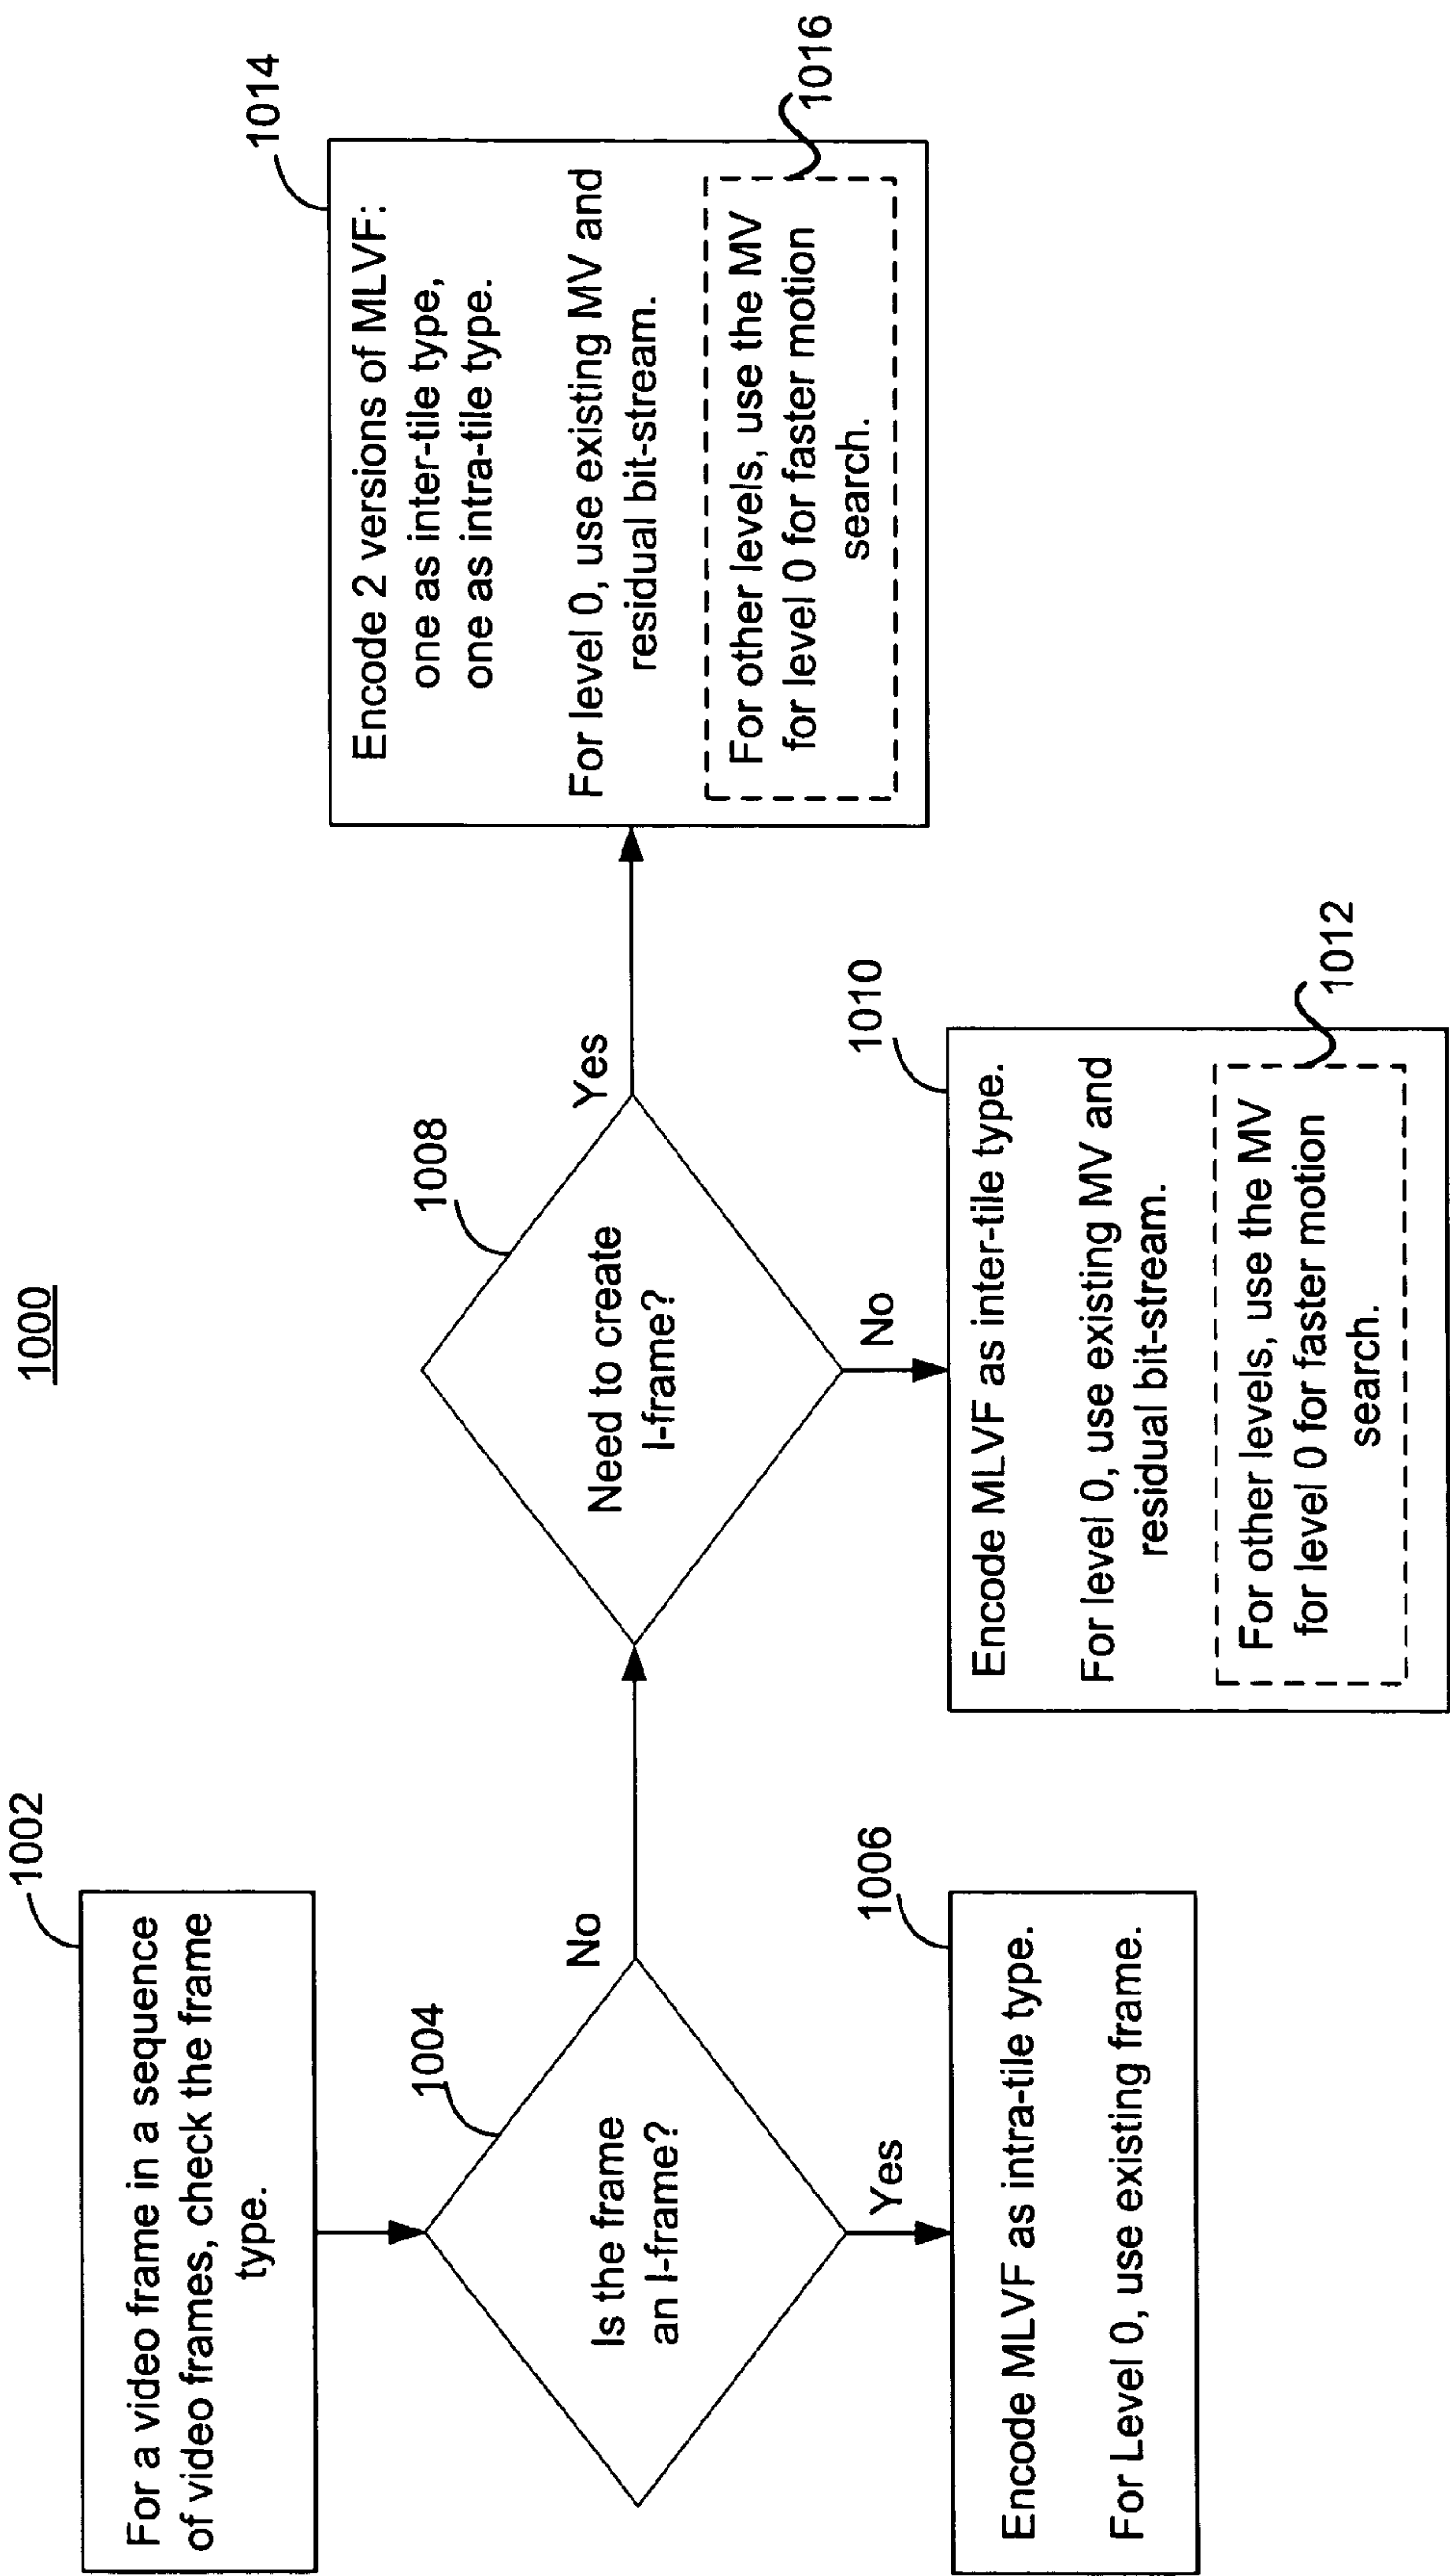 1000
1002
For a video frame in a sequence
of video frames, check the frame
type.
1004
Is the frame
an I-frame?
No
Yes
1006
Encode MLVF as intra-tile type.
For Level 0, use existing frame.
1008
Need to create
I-frame?
Yes
No
1010
Encode MLVF as inter-tile type.
For level 0, use existing MV and
residual bit-stream.
For other levels, use the MV
for level 0 for faster motion
search.
1012
1014
Encode 2 versions of MLVF:
one as inter-tile type,
one as intra-tile type.
For level 0, use existing MV and
residual bit-stream.
For other levels, use the MV
for level 0 for faster motion
search.
1016